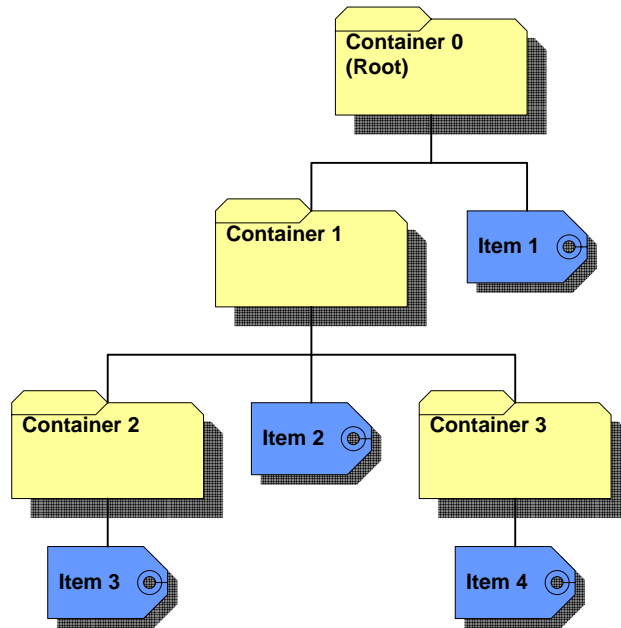 Container 0
(Root)
Container 1
Item 1
Container 2
Item 2
Container 3
Item 3
Item 4